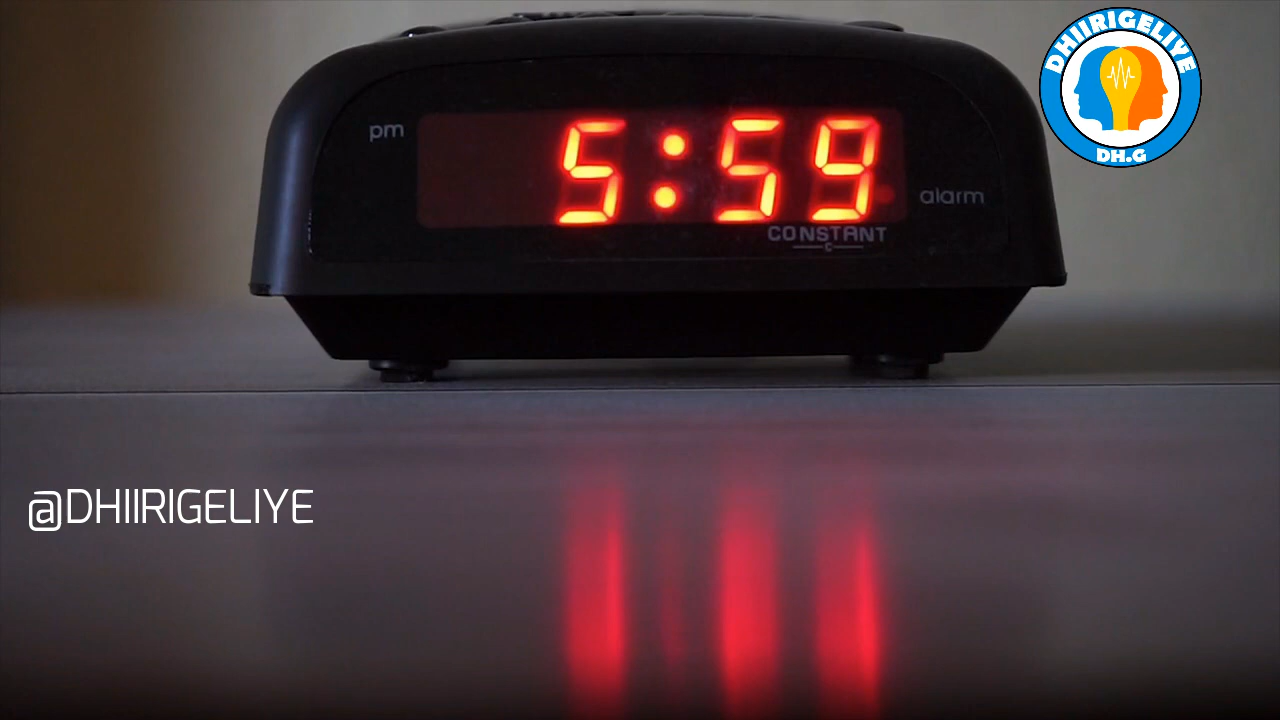 DHIIRIGELIYE
DH.G
pm
5:59
alarm
CONSTANT
C
@DHIIRIGELIYE